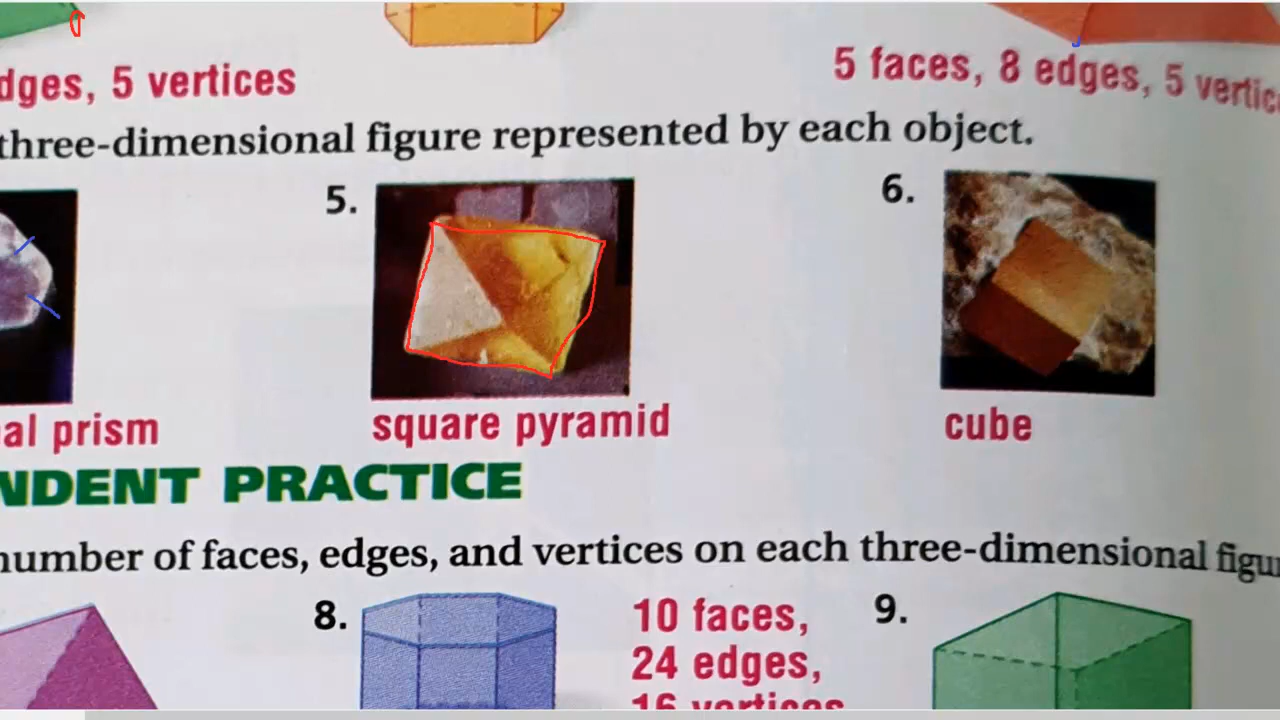 dges, 5 vertices
5 faces, 8 edges, 5 vertic
three-dimensional figure represented by each object.
5.
6.
al prism
square pyramid
cube
NDENT PRACTICE
number of faces, edges, and vertices on each three-dimensional figu
8.
10 faces,
24 edges,
16 vertices
9.